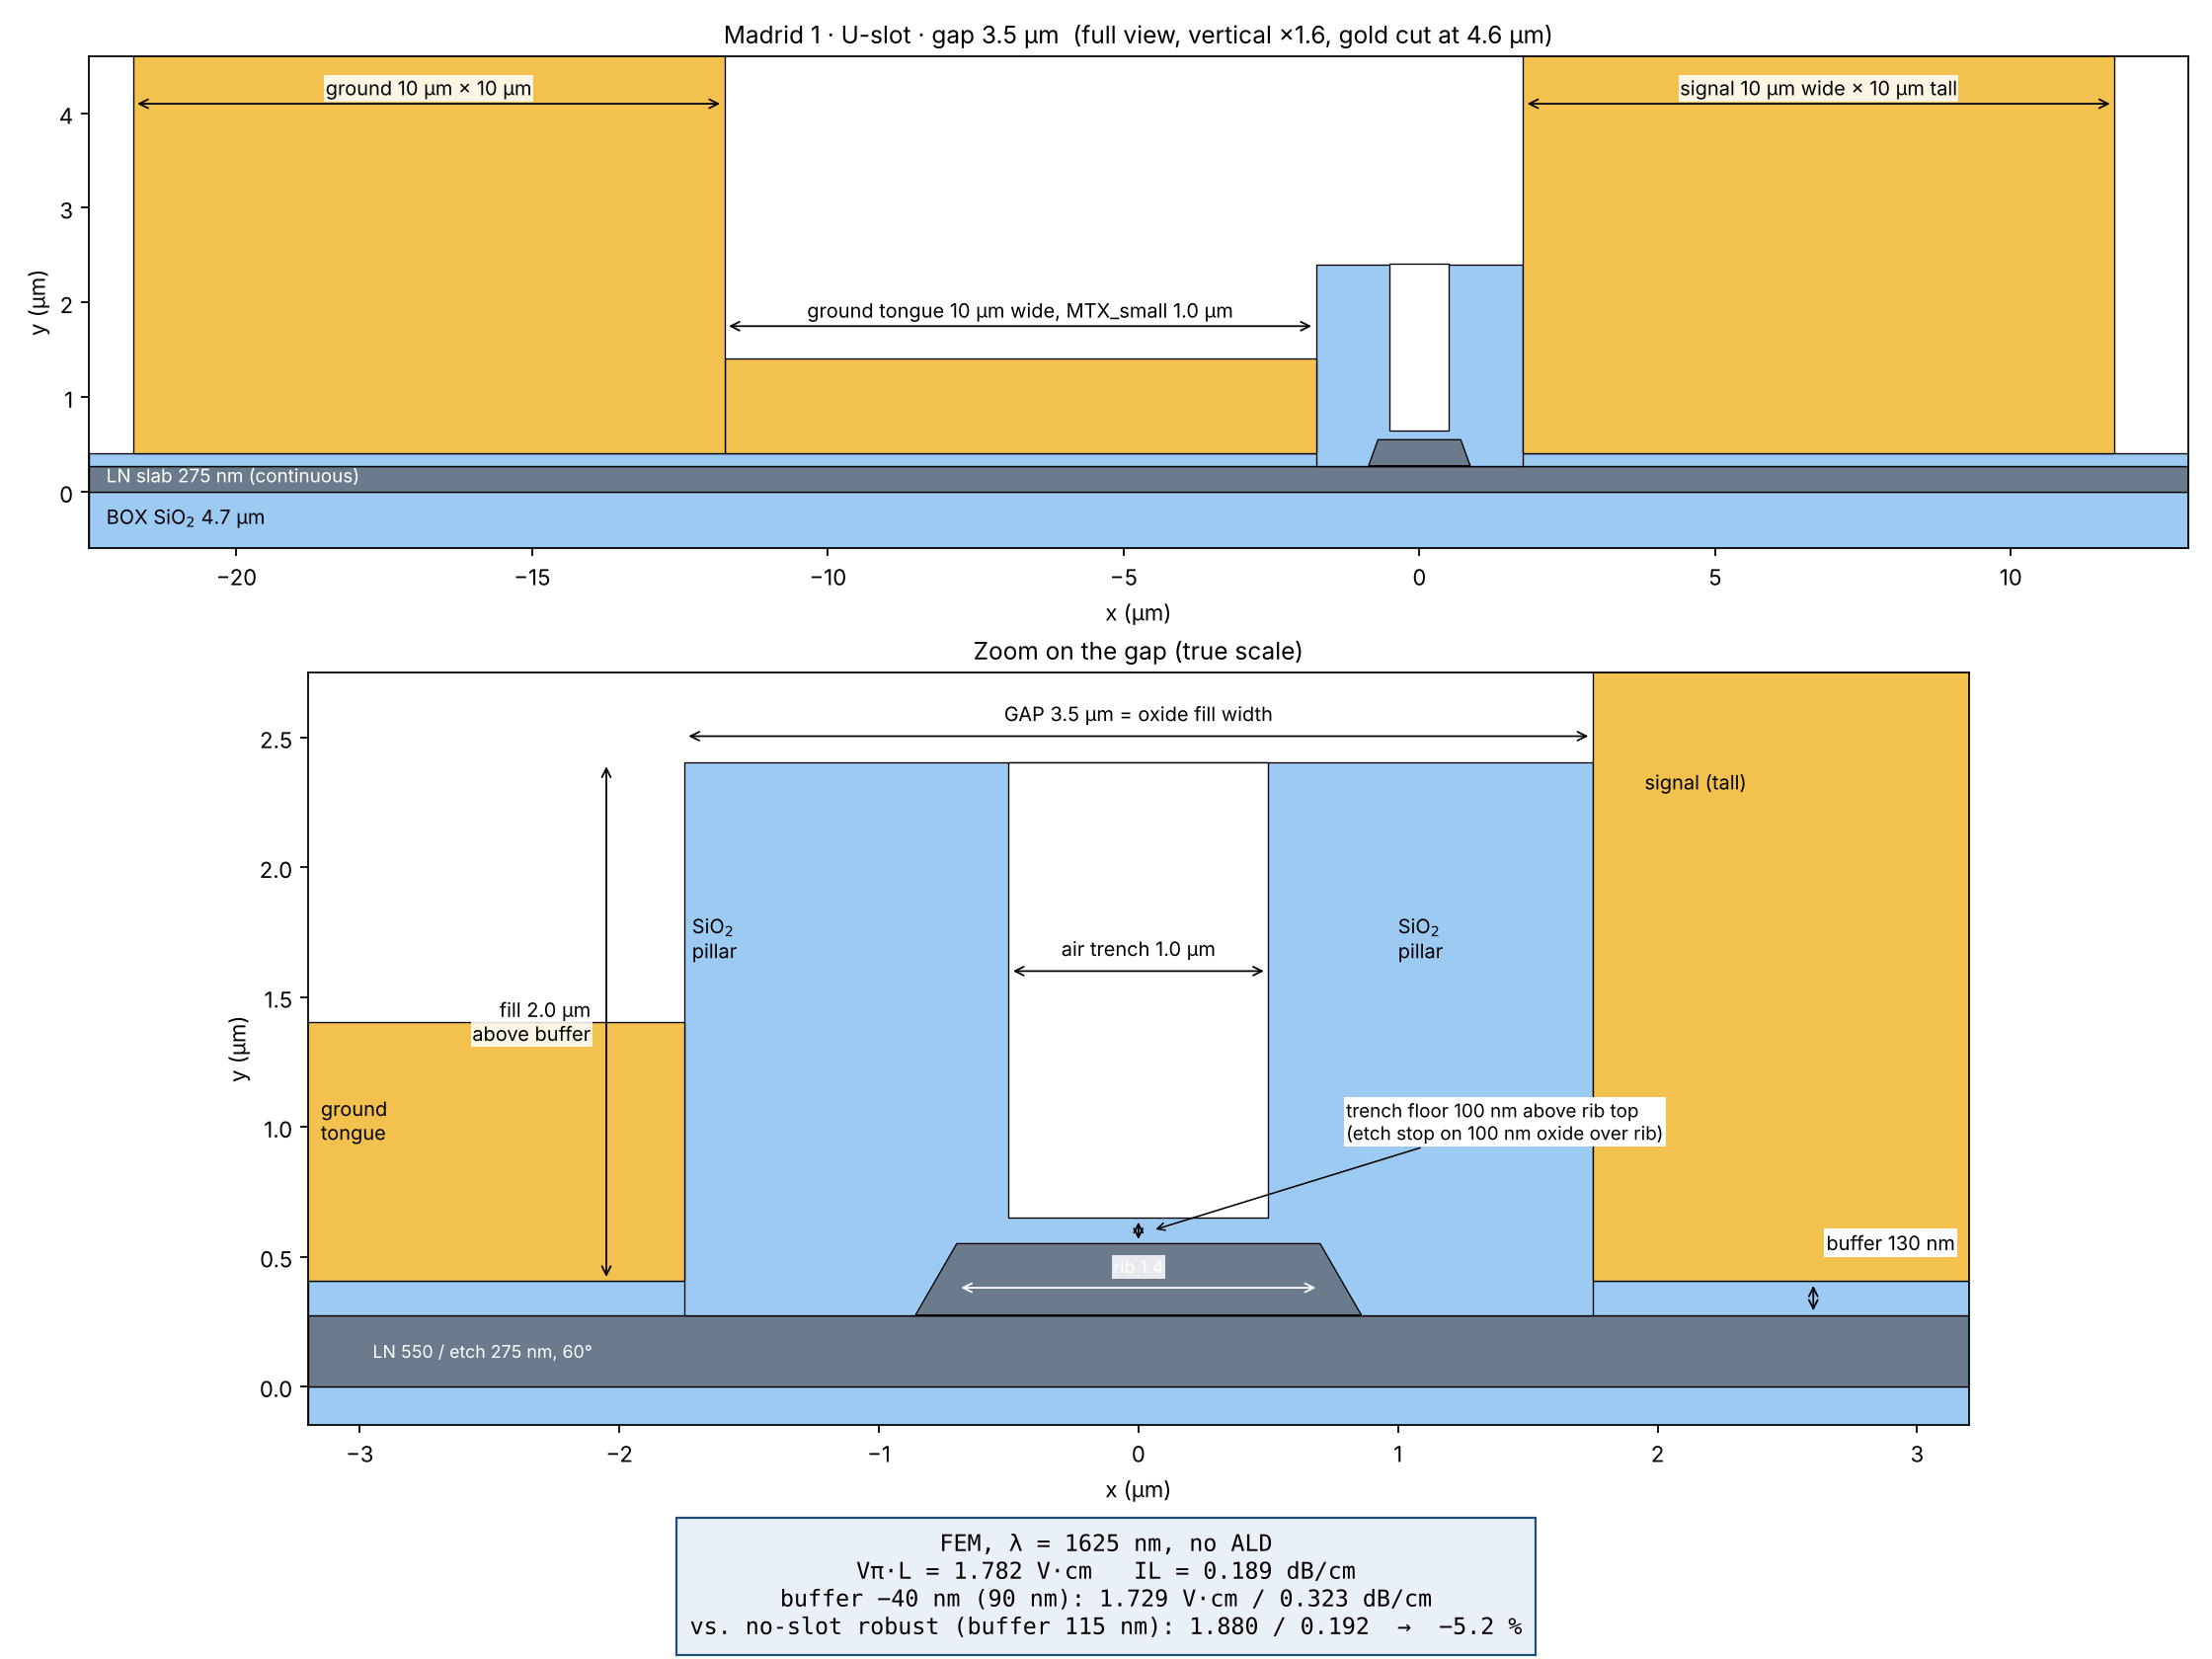 Madrid 1 · U-slot · gap 3.5 µm  (full view, vertical ×1.6, gold cut at 4.6 µm)
ground 10 µm × 10 µm
signal 10 µm wide × 10 µm tall
ground tongue 10 µm wide, MTX_small 1.0 µm
LN slab 275 nm (continuous)
BOX SiO₂ 4.7 µm
y (µm)
4
3
2
1
0
−20
−15
−10
−5
0
5
10
x (µm)
Zoom on the gap (true scale)
GAP 3.5 µm = oxide fill width
signal (tall)
SiO₂
pillar
SiO₂
pillar
air trench 1.0 µm
fill 2.0 µm
above buffer
ground
tongue
trench floor 100 nm above rib top
(etch stop on 100 nm oxide over rib)
buffer 130 nm
rib 1.4
LN 550 / etch 275 nm, 60°
y (µm)
2.5
2.0
1.5
1.0
0.5
0.0
−3
−2
−1
0
1
2
3
x (µm)
FEM, λ = 1625 nm, no ALD
Vπ·L = 1.782 V·cm   IL = 0.189 dB/cm
buffer −40 nm (90 nm): 1.729 V·cm / 0.323 dB/cm
vs. no-slot robust (buffer 115 nm): 1.880 / 0.192  →  −5.2 %